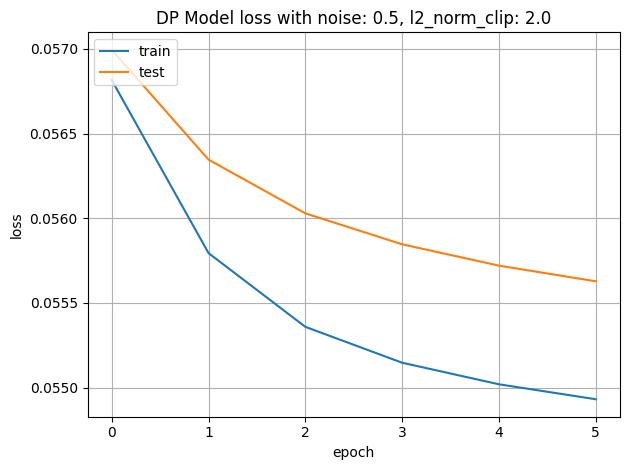 DP Model loss with noise: 0.5, l2_norm_clip: 2.0
train
test
0.0570
0.0565
0.0560
0.0555
0.0550
loss
0 1 2 3 4 5
epoch